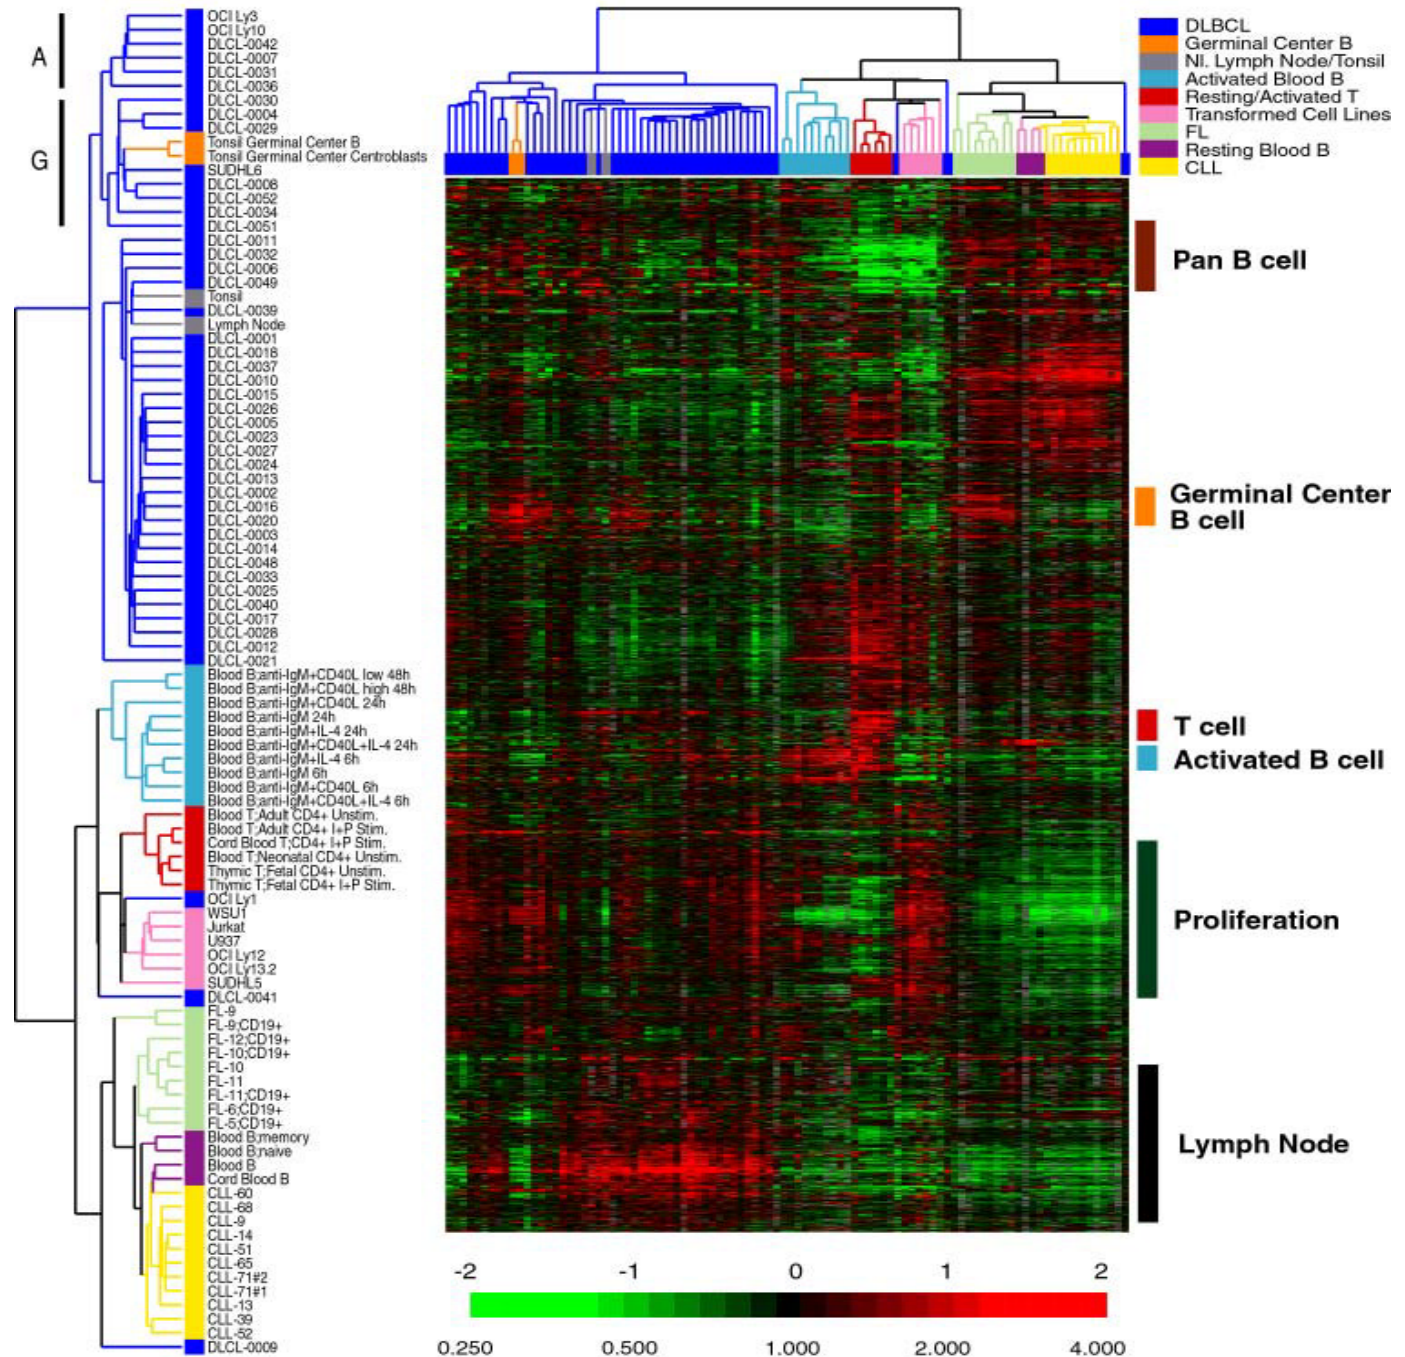 A
G
OCI Ly3
OCI Ly10
DLCL-0042
DLCL-0007
DLCL-0031
DLCL-0036
DLCL-0030
DLCL-0004
DLCL-0029
Tonsil Germinal Center B
Tonsil Germinal Center Centroblasts
SUDHL6
DLCL-0008
DLCL-0052
DLCL-0034
DLCL-0051
DLCL-0011
DLCL-0032
DLCL-0006
DLCL-0049
Tonsil
DLCL-0039
Lymph Node
DLCL-0001
DLCL-0018
DLCL-0037
DLCL-0010
DLCL-0015
DLCL-0026
DLCL-0005
DLCL-0023
DLCL-0027
DLCL-0024
DLCL-0013
DLCL-0002
DLCL-0016
DLCL-0020
DLCL-0003
DLCL-0014
DLCL-0048
DLCL-0033
DLCL-0025
DLCL-0040
DLCL-0017
DLCL-0028
DLCL-0012
DLCL-0021
Blood B;anti-IgM+CD40L low 48h
Blood B;anti-IgM+CD40L high 48h
Blood B;anti-IgM+CD40L 24h
Blood B;anti-IgM 24h
Blood B;anti-IgM+IL-4 24h
Blood B;anti-IgM+CD40L+IL-4 24h
Blood B;anti-IgM+IL-4 6h
Blood B;anti-IgM 6h
Blood B;anti-IgM+CD40L 6h
Blood B;anti-IgM+CD40L+IL-4 6h
Blood T;Adult CD4+ Unstim.
Blood T;Adult CD4+ I+P Stim.
Cord Blood T;CD4+ I+P Stim.
Blood T;Neonatal CD4+ Unstim.
Thymic T;Fetal CD4+ Unstim.
Thymic T;Fetal CD4+ I+P Stim.
OCI Ly1
WSU1
Jurkat
U937
OCI Ly12
OCI Ly13.2
SUDHL5
DLCL-0041
FL-9
FL-9;CD19+
FL-12;CD19+
FL-10;CD19+
FL-10
FL-11
FL-11;CD19+
FL-6;CD19+
FL-5;CD19+
Blood B;memory
Blood B;naive
Blood B
Cord Blood B
CLL-60
CLL-68
CLL-9
CLL-14
CLL-51
CLL-65
CLL-71#2
CLL-71#1
CLL-13
CLL-39
CLL-52
DLCL-0009
DLBCL
Germinal Center B
Nl. Lymph Node/Tonsil
Activated Blood B
Resting/Activated T
Transformed Cell Lines
FL
Resting Blood B
CLL
Pan B cell
Germinal Center
B cell
T cell
Activated B cell
Proliferation
Lymph Node
-2 -1 0 1 2
0.250 0.500 1.000 2.000 4.000